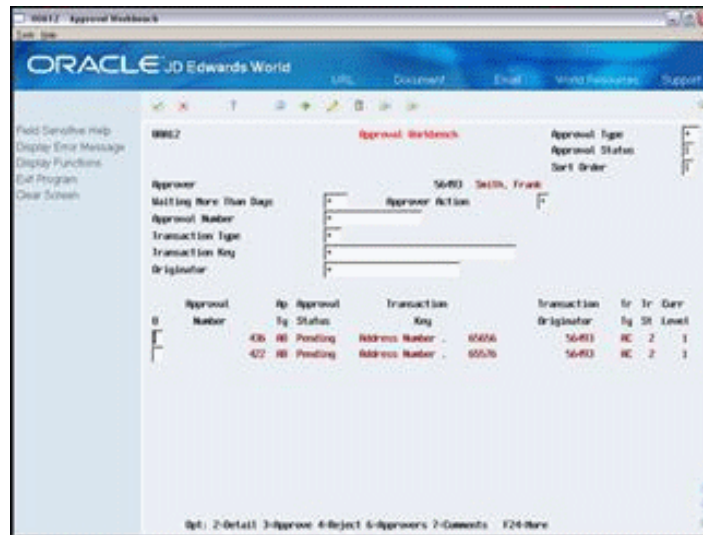 00812 - Approval Workbench
ORACLE JD Edwards World
URL Document Email World Resources Support
Field Sensitive Help
Display Error Message
Display Functions
Exit Program
Clear Screen
00812 Approval Workbench Approval Type *
Approval Status
Sort Order
Approver 56493 Smith, Frank
Waiting More Than Days * Approver Action *
Approval Number *
Transaction Type *
Transaction Key *
Originator *
Approval Ap Approval Transaction Transaction Tr Tr Curr
O Number Ty Status Key Originator Ty St Level
436 AB Pending Address Number . 65656 56493 AC 2 1
422 AB Pending Address Number . 65576 56493 AC 2 1
Opt: 2-Detail 3-Approve 4-Reject 6-Approvers 7-Comments F24-More